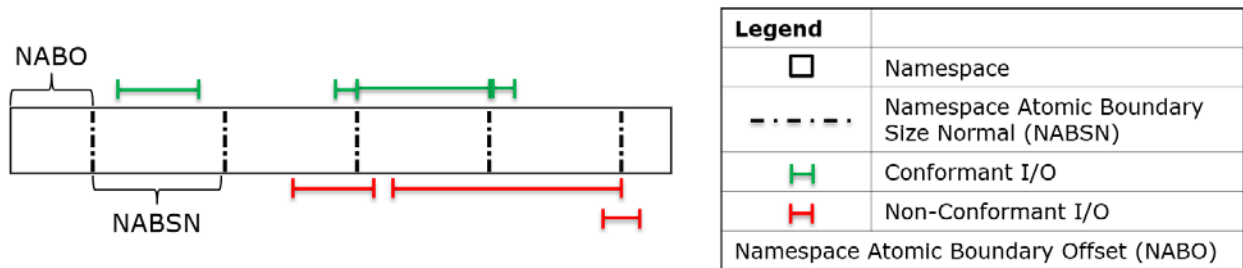 NABO
NABSN
Legend
Namespace
Namespace Atomic Boundary
Size Normal (NABSN)
Conformant I/O
Non-Conformant I/O
Namespace Atomic Boundary Offset (NABO)